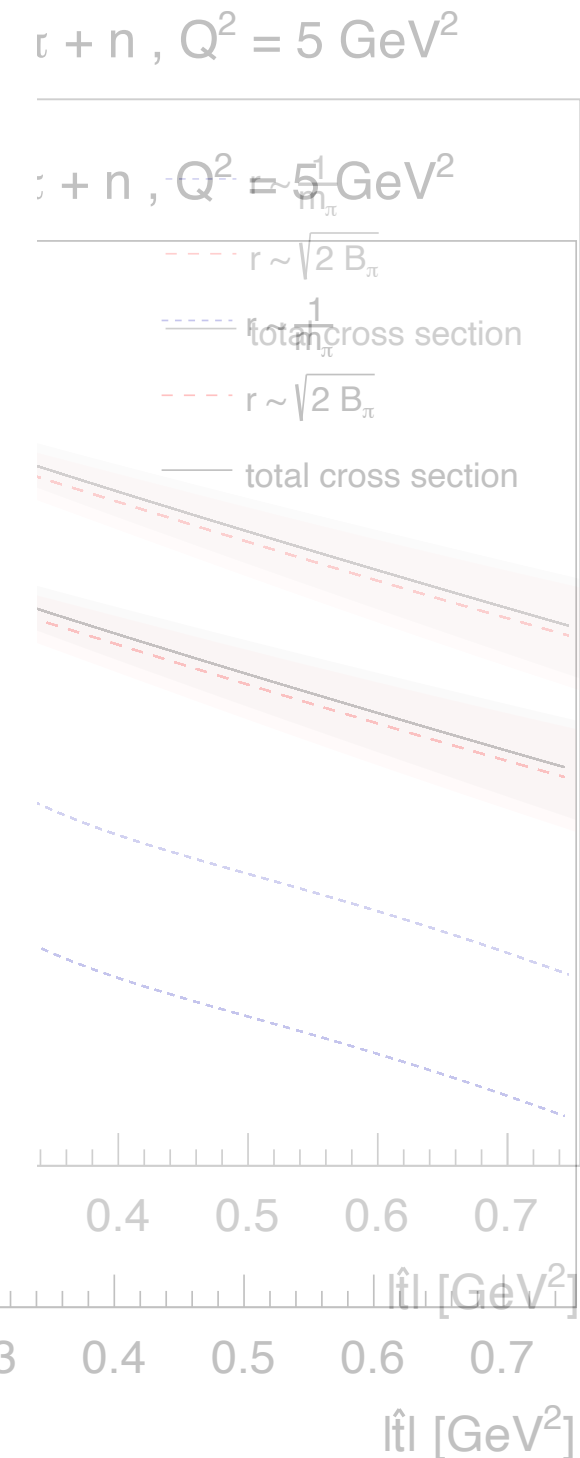 + n , Q² = 5 GeV²
+ n , Q² = 5 GeV²
r ~ 1/m_π
r ~ √2 B_π
total cross section
r ~ 1/m_π
r ~ √2 B_π
total cross section
0.4 0.5 0.6 0.7
|t̂| [GeV²]
3 0.4 0.5 0.6 0.7
|t̂| [GeV²]